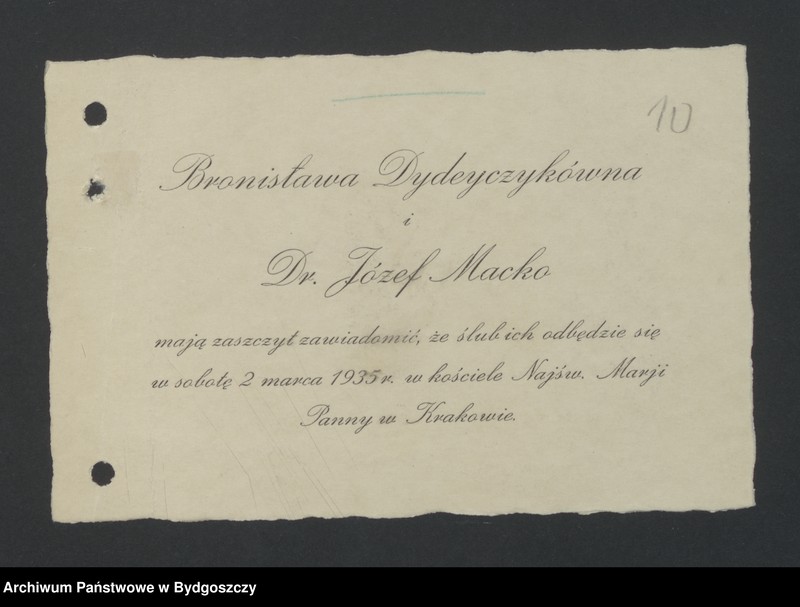 10
Bronisława Dydeyczykówna
i
Dr. Józef Macko
mają zaszczyt zawiadomić, że ślub ich odbędzie się
w sobotę 2 marca 1935 r. w kościele Najśw. Marji
Panny w Krakowie.
Archiwum Państwowe w Bydgoszczy